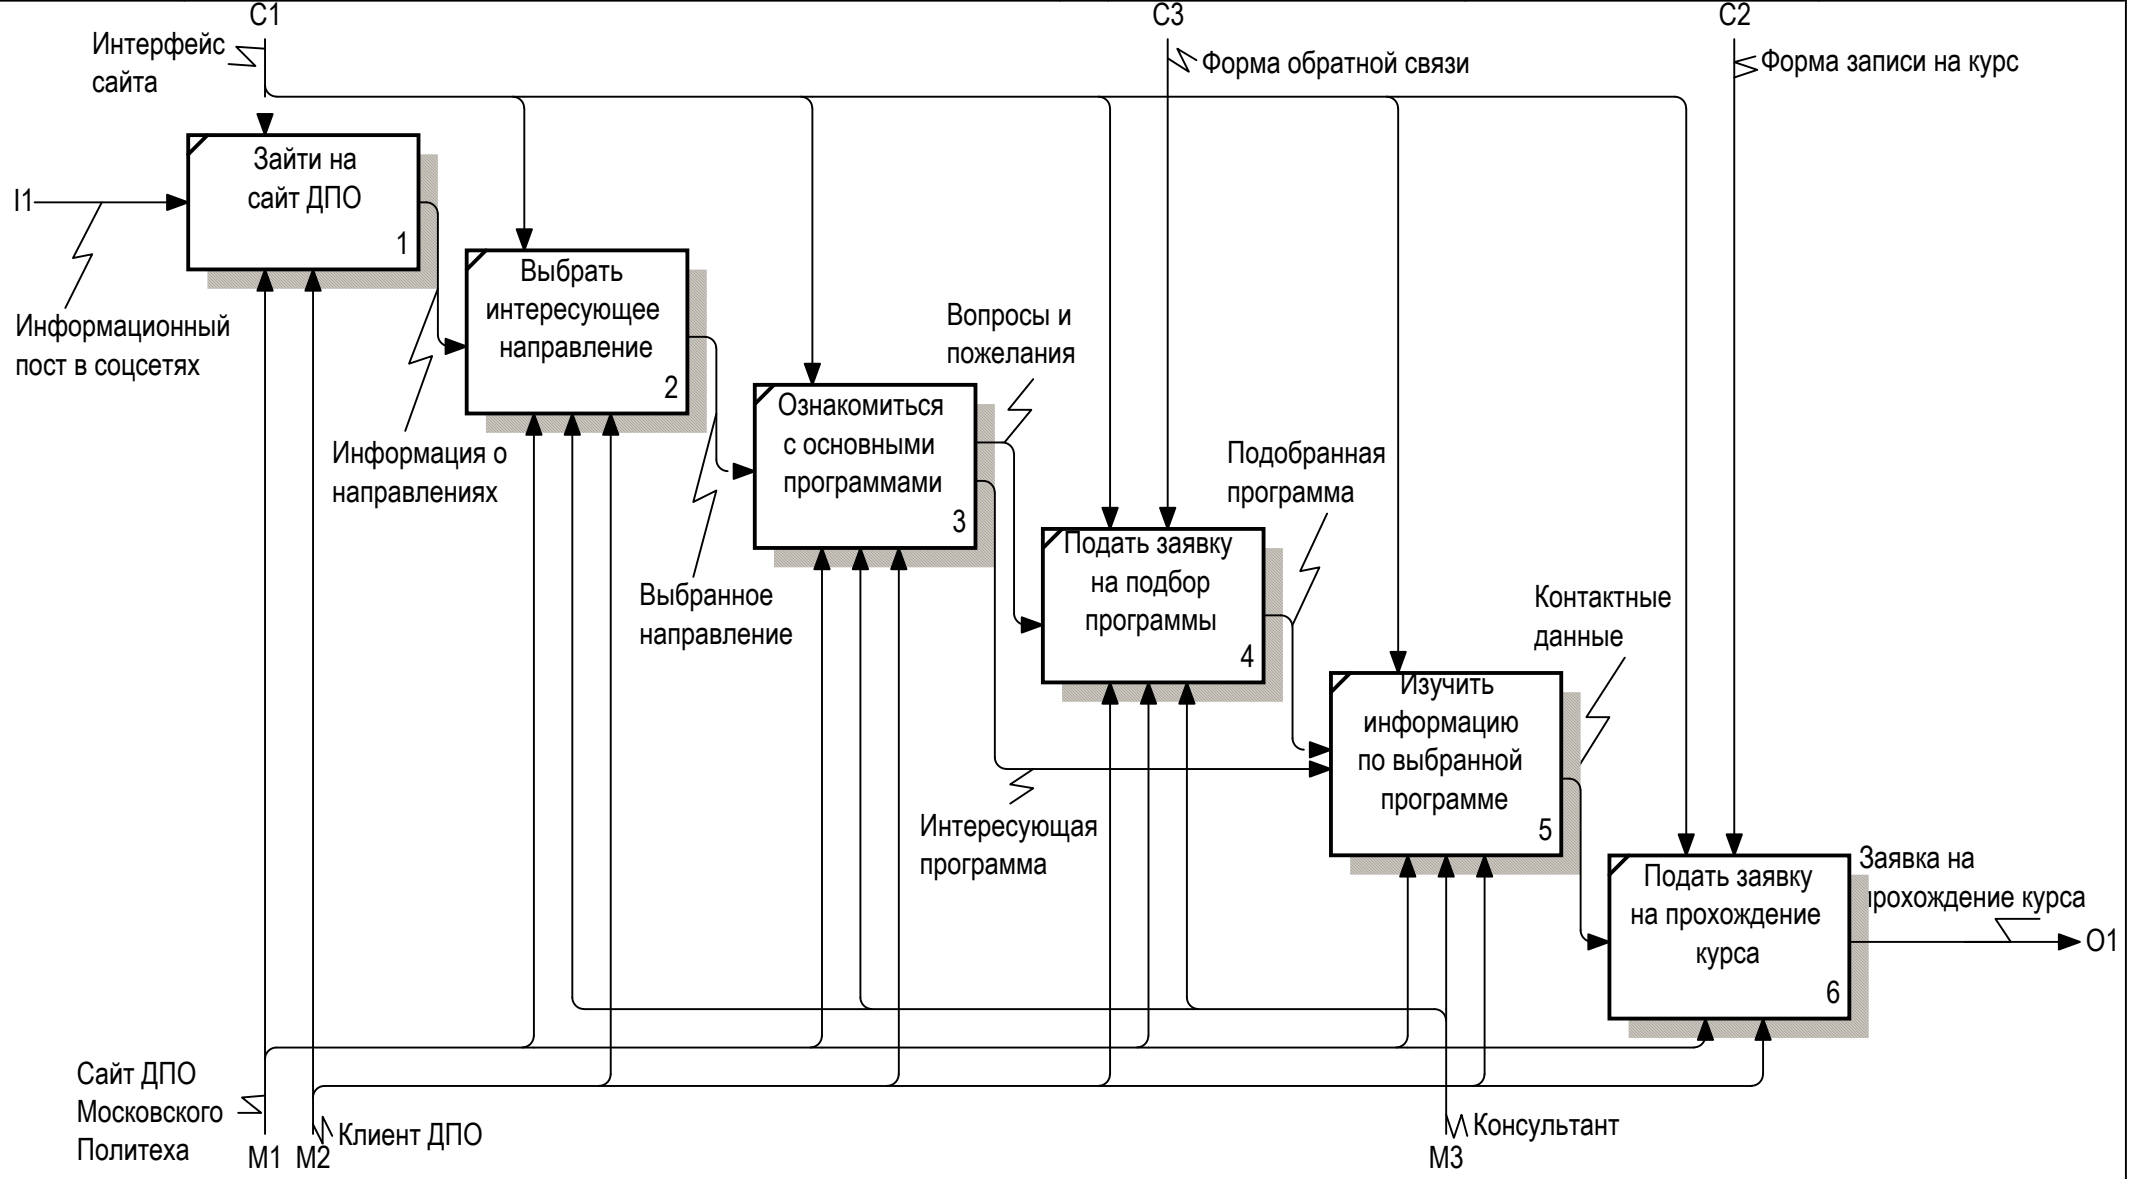 C1
C3
C2
Интерфейс
сайта
Форма обратной связи
Форма записи на курс
Зайти на
сайт ДПО
1
I1
Информационный
пост в соцсетях
Выбрать
интересующее
направление
2
Информация о
направлениях
Вопросы и
пожелания
Ознакомиться
с основными
программами
3
Выбранное
направление
Подобранная
программа
Подать заявку
на подбор
программы
4
Контактные
данные
Изучить
информацию
по выбранной
программе
5
Интересующая
программа
Подать заявку
на прохождение
курса
6
Заявка на
прохождение курса
O1
Сайт ДПО
Московского
Политеха
Клиент ДПО
Консультант
M1
M2
M3